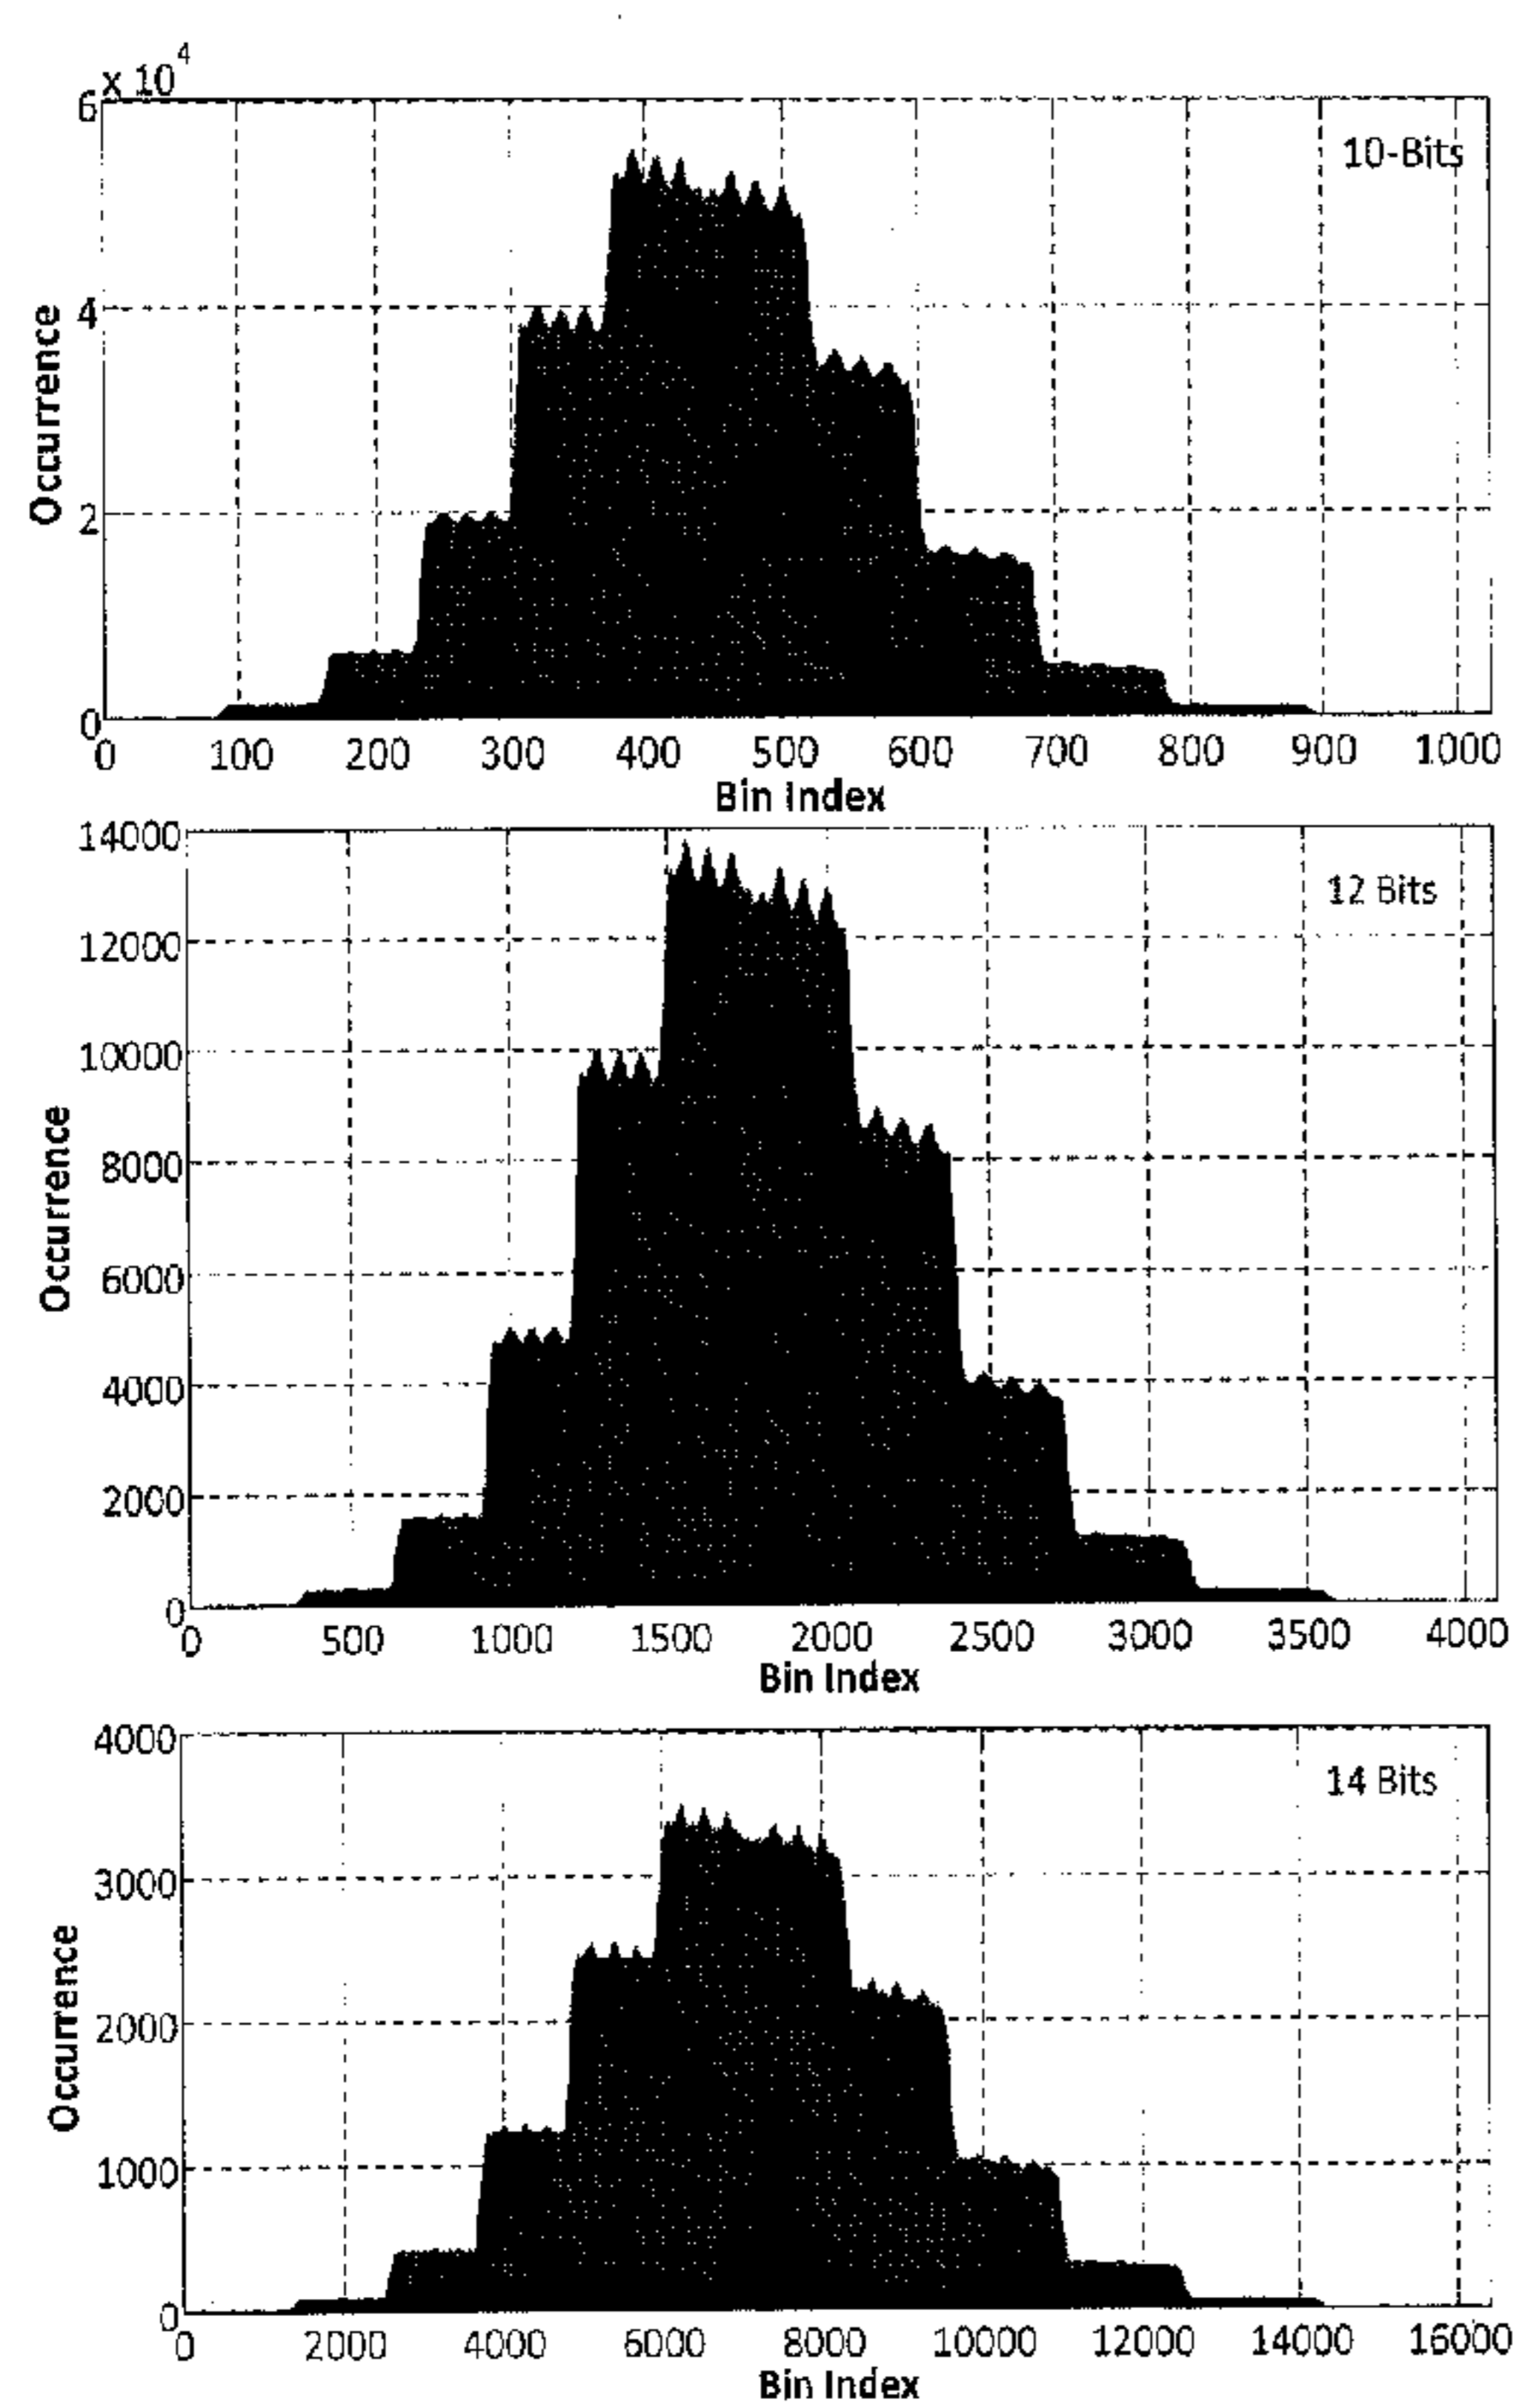 x 10^4
6
4
2
0
10-Bits
Occurrence
0 100 200 300 400 500 600 700 800 900 1000
Bin Index
14000
12000
10000
8000
6000
4000
2000
0
12 Bits
Occurrence
0 500 1000 1500 2000 2500 3000 3500 4000
Bin Index
4000
3000
2000
1000
0
14 Bits
Occurrence
0 2000 4000 6000 8000 10000 12000 14000 16000
Bin Index